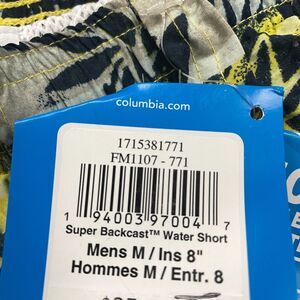 columbia.com
1715381771
FM1107 - 771
1 94003 97004 7
Super Backcast™ Water Short
Mens M / Ins 8"
Hommes M / Entr. 8